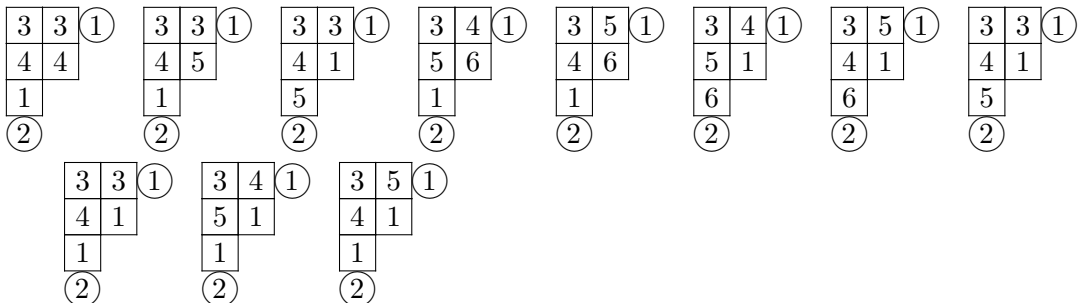 3 3 ① 3 3 ① 3 3 ① 3 4 ① 3 5 ① 3 4 ① 3 5 ① 3 3 ①
4 4 4 5 4 1 5 6 4 6 5 1 4 1 4 1
1 1 5 1 1 6 6 5
② ② ② ② ② ② ② ②
3 3 ① 3 4 ① 3 5 ①
4 1 5 1 4 1
1 1 1
② ② ②